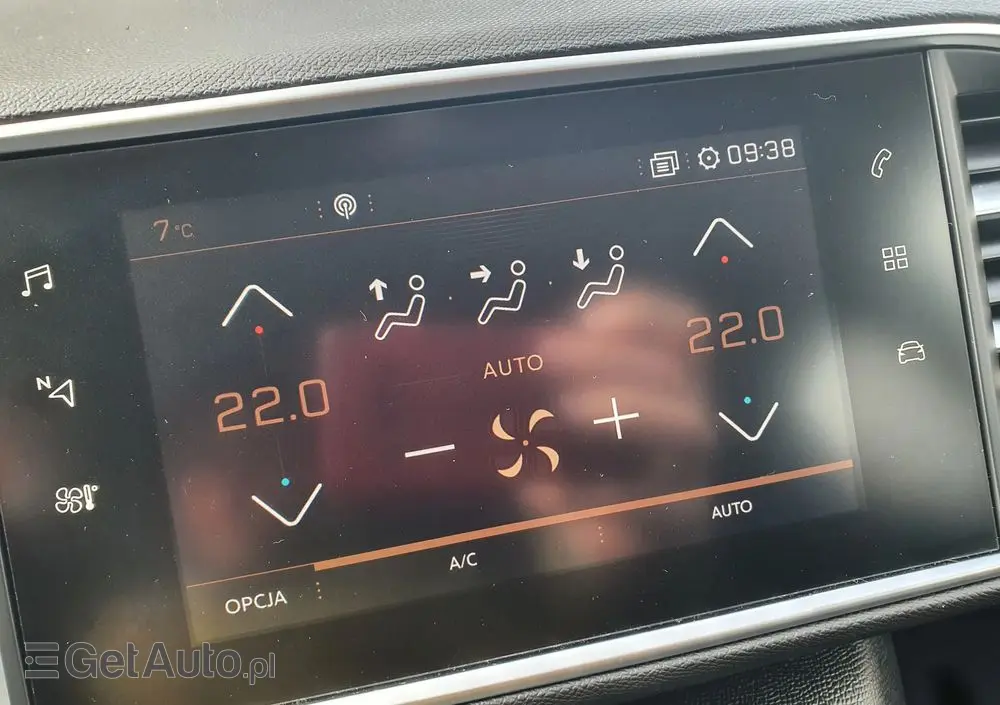 7°C
09:38
22.0
AUTO
22.0
N
OPCJA
A/C
AUTO
GetAuto.pl